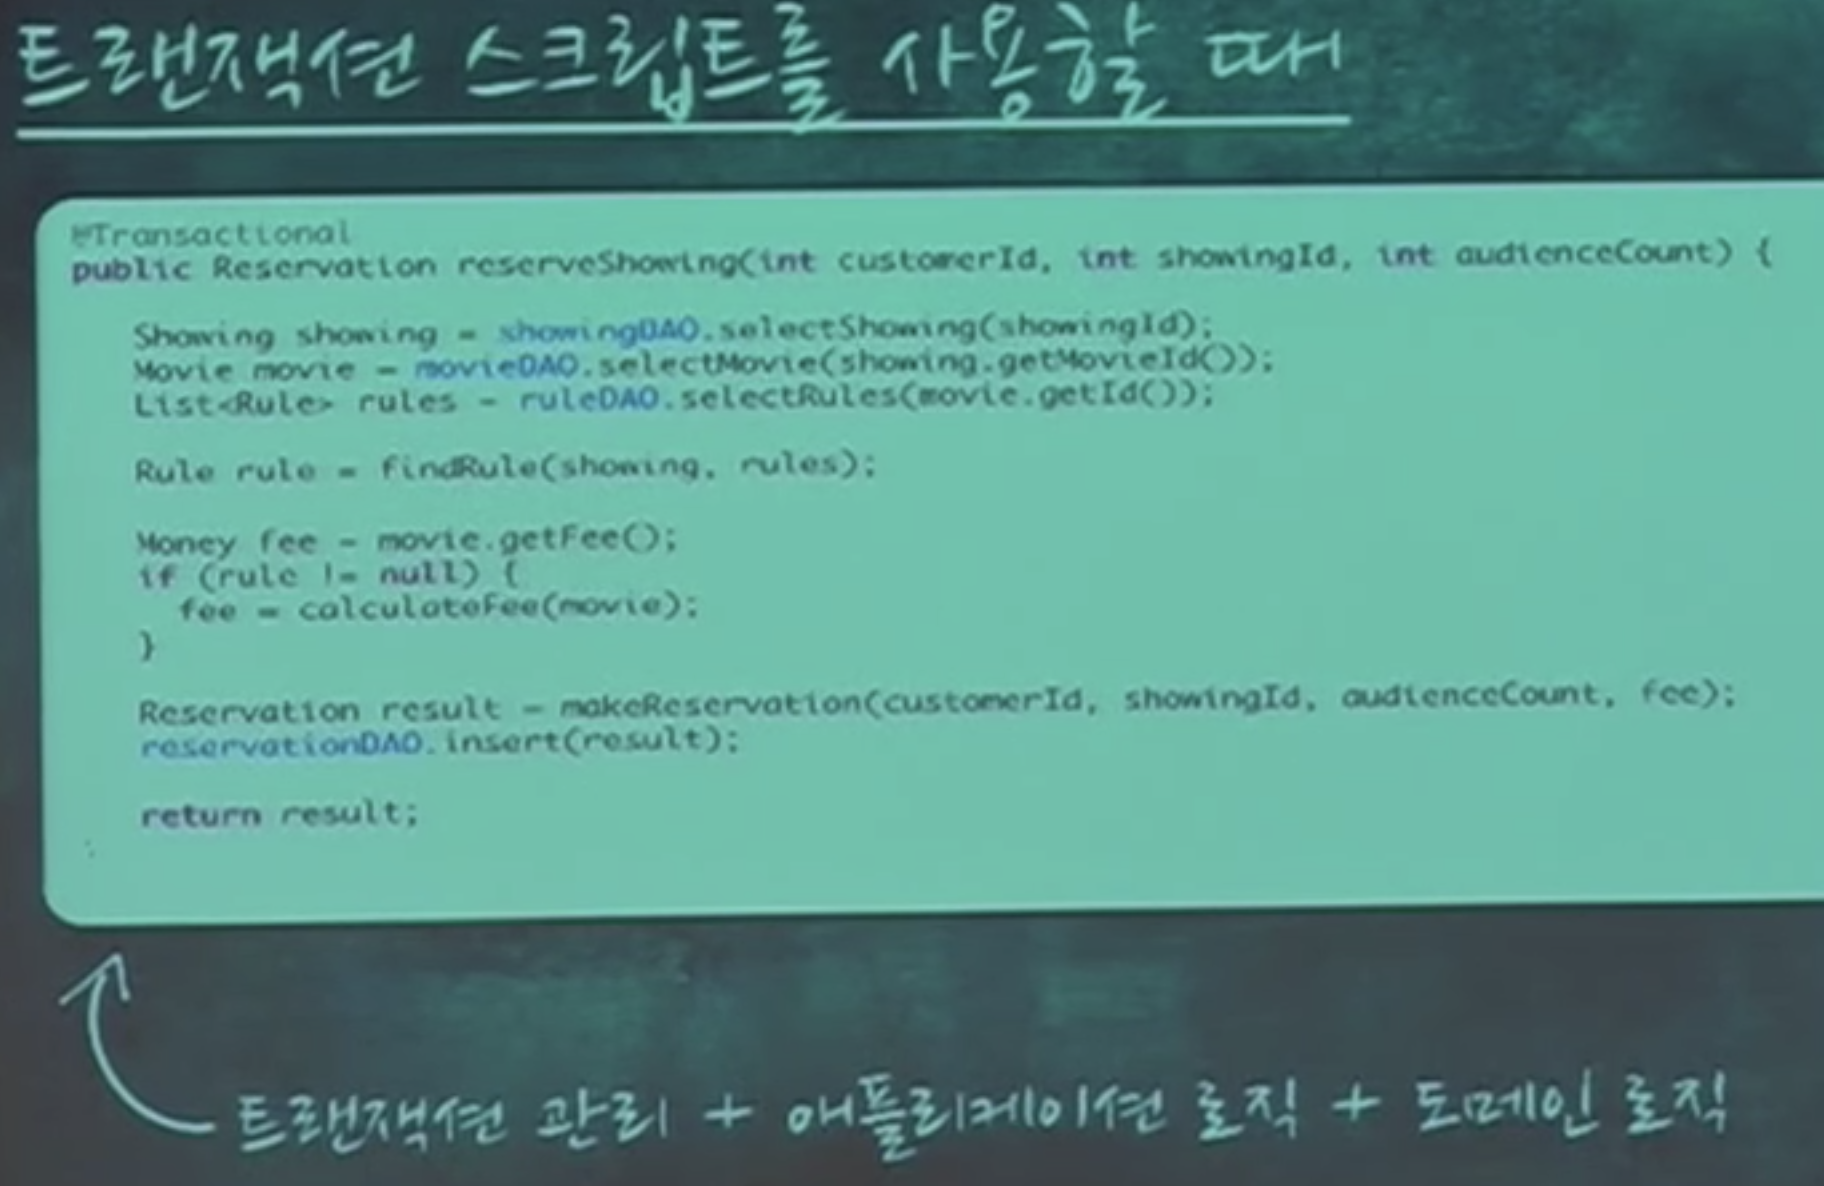 트랜잭션 스크립트를 사용할 때
@Transactional
public Reservation reserveShowing(int customerId, int showingId, int audienceCount) {
Showing showing = showingDAO.selectShowing(showingId);
Movie movie = movieDAO.selectMovie(showing.getMovieId());
List<Rule> rules = ruleDAO.selectRules(movie.getId());
Rule rule = findRule(showing, rules);
Money fee = movie.getFee();
if (rule != null) {
fee = calculateFee(movie);
}
Reservation result = makeReservation(customerId, showingId, audienceCount, fee);
reservationDAO.insert(result);
return result;
트랜잭션 관리 + 애플리케이션 로직 + 도메인 로직